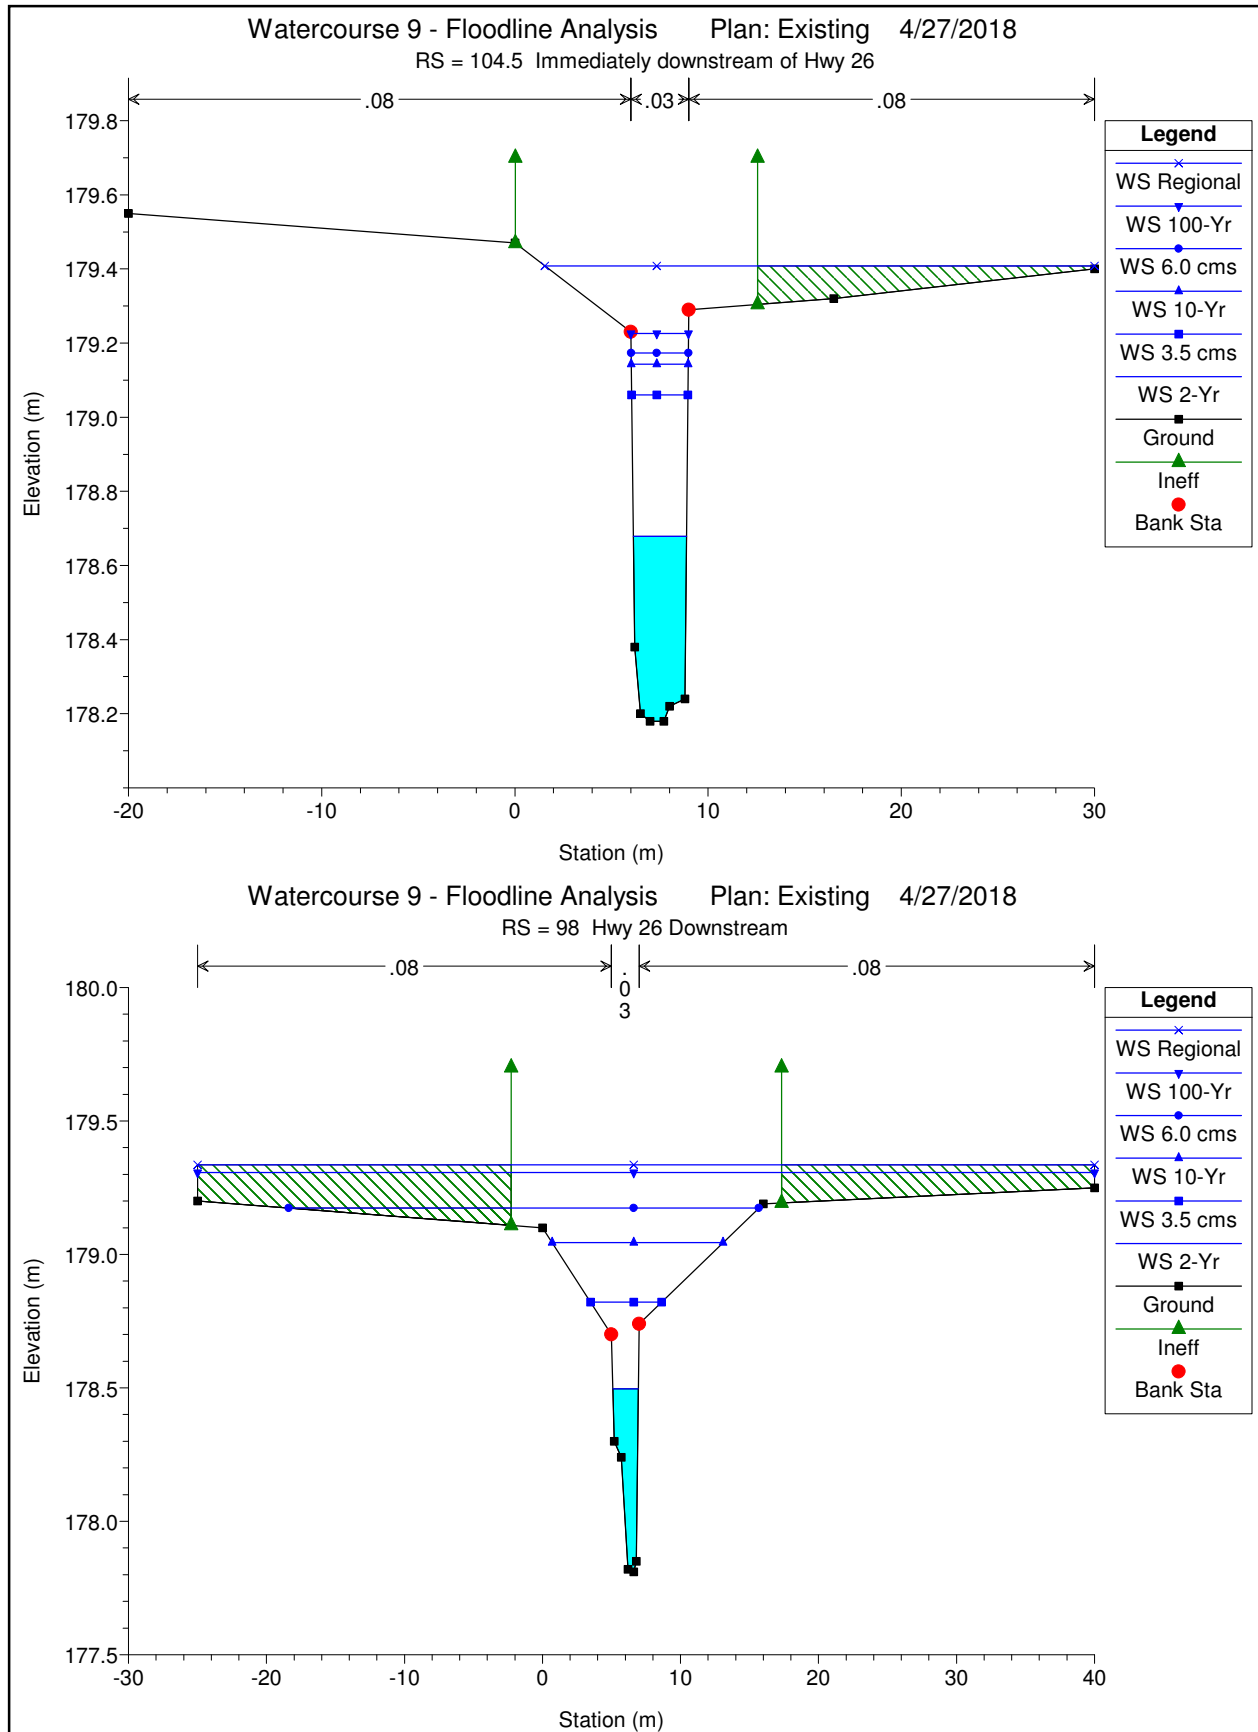 Watercourse 9 - Floodline Analysis Plan: Existing 4/27/2018
RS = 104.5 Immediately downstream of Hwy 26
.08 .03 .08
179.8
179.6
179.4
179.2
179.0
178.8
178.6
178.4
178.2
Elevation (m)
-20 -10 0 10 20 30
Station (m)
Legend
WS Regional
WS 100-Yr
WS 6.0 cms
WS 10-Yr
WS 3.5 cms
WS 2-Yr
Ground
Ineff
Bank Sta
Watercourse 9 - Floodline Analysis Plan: Existing 4/27/2018
RS = 98 Hwy 26 Downstream
.08 .03 .08
180.0
179.5
179.0
178.5
178.0
177.5
Elevation (m)
-30 -20 -10 0 10 20 30 40
Station (m)
Legend
WS Regional
WS 100-Yr
WS 6.0 cms
WS 10-Yr
WS 3.5 cms
WS 2-Yr
Ground
Ineff
Bank Sta